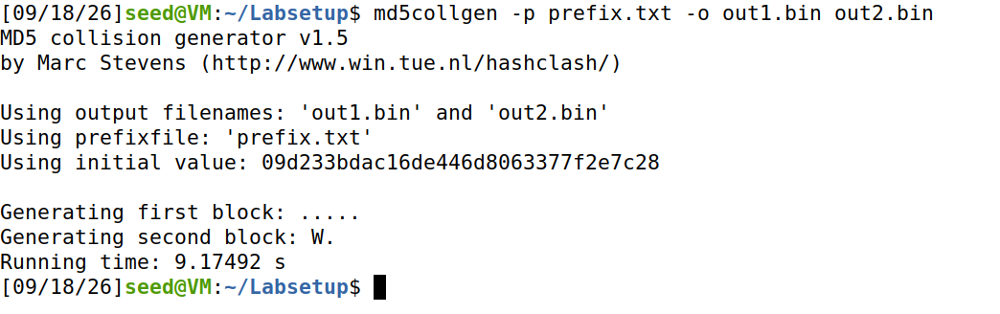 [09/18/26]seed@VM:~/Labsetup$ md5collgen -p prefix.txt -o out1.bin out2.bin
MD5 collision generator v1.5
by Marc Stevens (http://www.win.tue.nl/hashclash/)

Using output filenames: 'out1.bin' and 'out2.bin'
Using prefixfile: 'prefix.txt'
Using initial value: 09d233bdac16de446d8063377f2e7c28

Generating first block: .....
Generating second block: W.
Running time: 9.17492 s
[09/18/26]seed@VM:~/Labsetup$